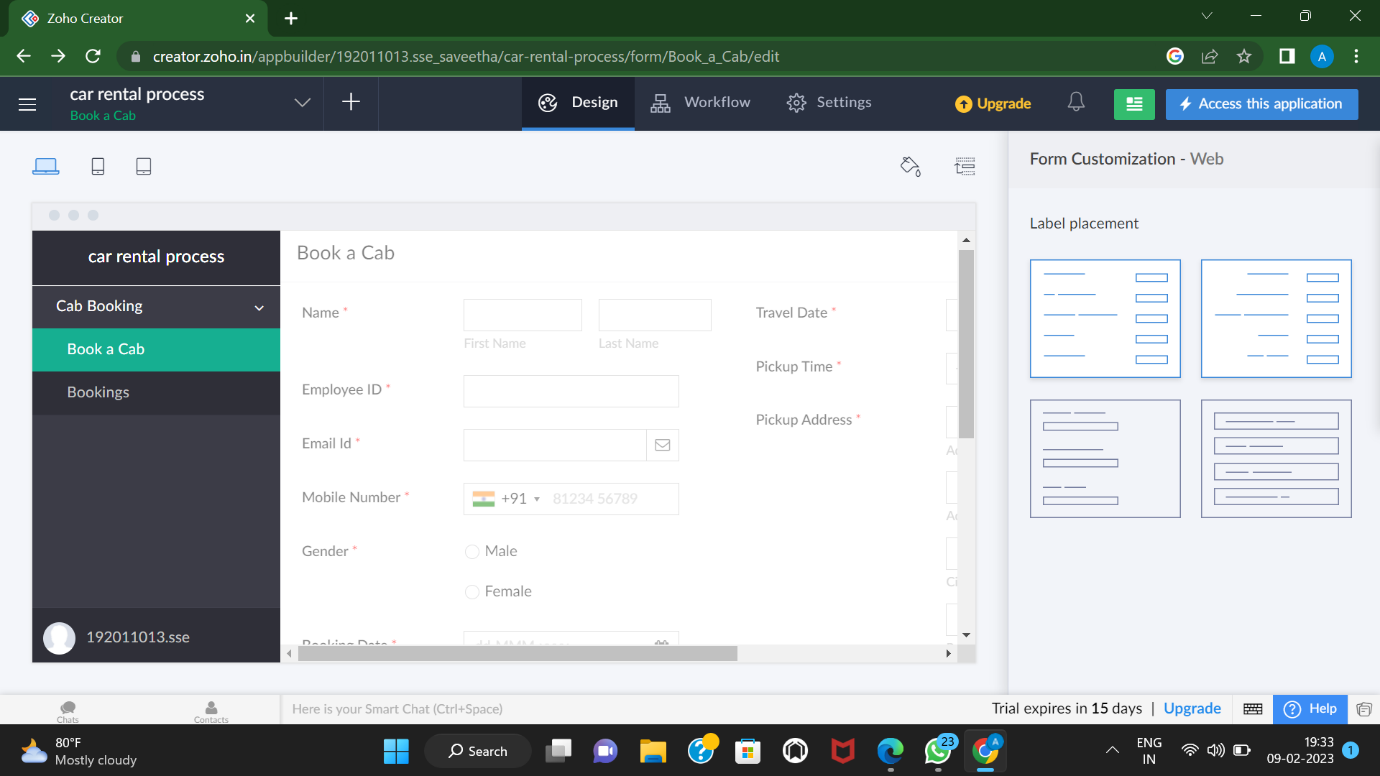 Zoho Creator
creator.zoho.in/appbuilder/192011013.sse_saveetha/car-rental-process/form/Book_a_Cab/edit
A
car rental process
Book a Cab
Design
Workflow
Settings
Upgrade
Access this application
Form Customization - Web
Label placement
car rental process
Cab Booking
Book a Cab
Bookings
192011013.sse
Book a Cab
Name *
First Name
Last Name
Employee ID *
Email Id *
Mobile Number *
+91
81234 56789
Gender *
Male
Female
Booking Date *
Travel Date *
Pickup Time *
Pickup Address *
Chats
Contacts
Here is your Smart Chat (Ctrl+Space)
Trial expires in 15 days | Upgrade
? Help
80°F
Mostly cloudy
Search
23
A
ENG
IN
19:33
09-02-2023
1